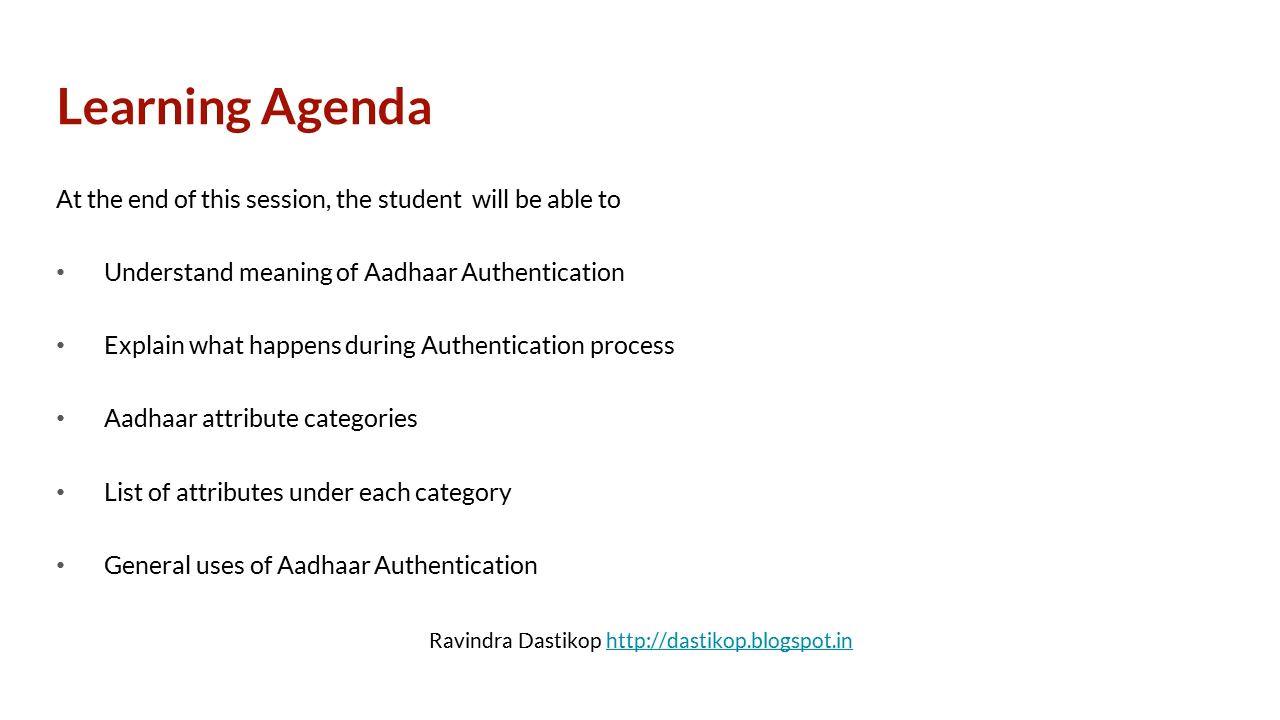 Learning Agenda
At the end of this session, the student will be able to
• Understand meaning of Aadhaar Authentication
• Explain what happens during Authentication process
• Aadhaar attribute categories
• List of attributes under each category
• General uses of Aadhaar Authentication
Ravindra Dastikop http://dastikop.blogspot.in